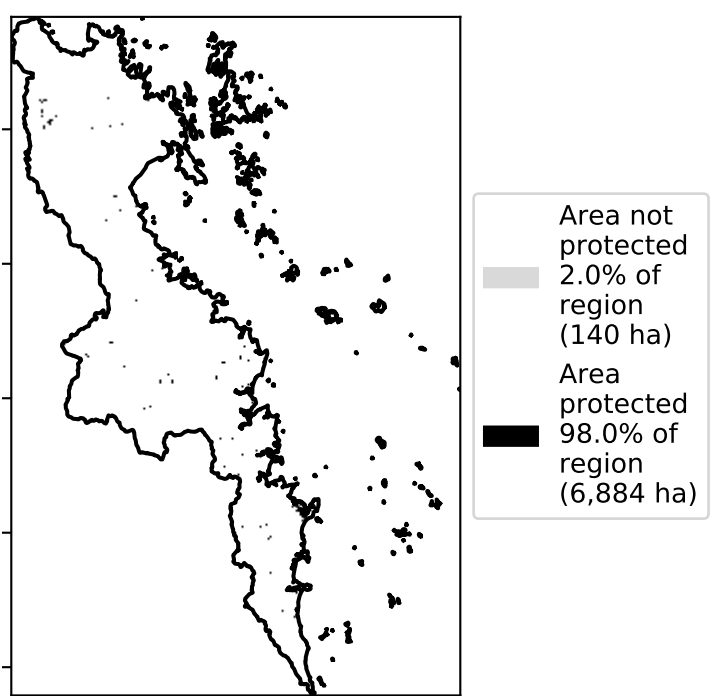 Area not
protected
2.0% of
region
(140 ha)
Area
protected
98.0% of
region
(6,884 ha)